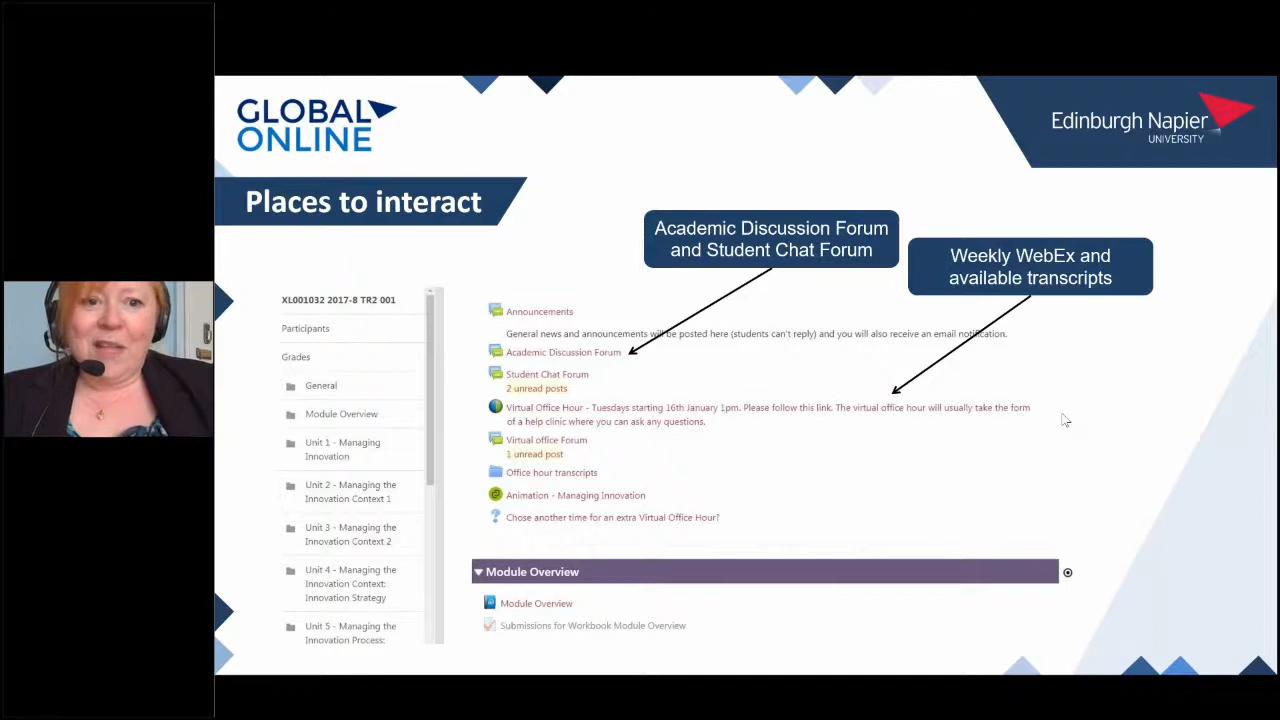 GLOBAL
ONLINE
Edinburgh Napier
UNIVERSITY
Places to interact
Academic Discussion Forum
and Student Chat Forum
Weekly WebEx and
available transcripts
XL001032 2017-8 TR2 001
Participants
Grades
General
Module Overview
Unit 1 - Managing
Innovation
Unit 2 - Managing the
Innovation Context 1
Unit 3 - Managing the
Innovation Context 2
Unit 4 - Managing the
Innovation Context:
Innovation Strategy
Unit 5 - Managing the
Innovation Process:
Announcements
General news and announcements will be posted here (students can't reply) and you will also receive an email notification.
Academic Discussion Forum
Student Chat Forum
2 unread posts
Virtual Office Hour - Tuesdays starting 16th January 1pm. Please follow this link. The virtual office hour will usually take the form
of a help clinic where you can ask any questions.
Virtual office Forum
1 unread post
Office hour transcripts
Animation - Managing Innovation
Chose another time for an extra Virtual Office Hour?
Module Overview
Module Overview
Submissions for Workbook Module Overview